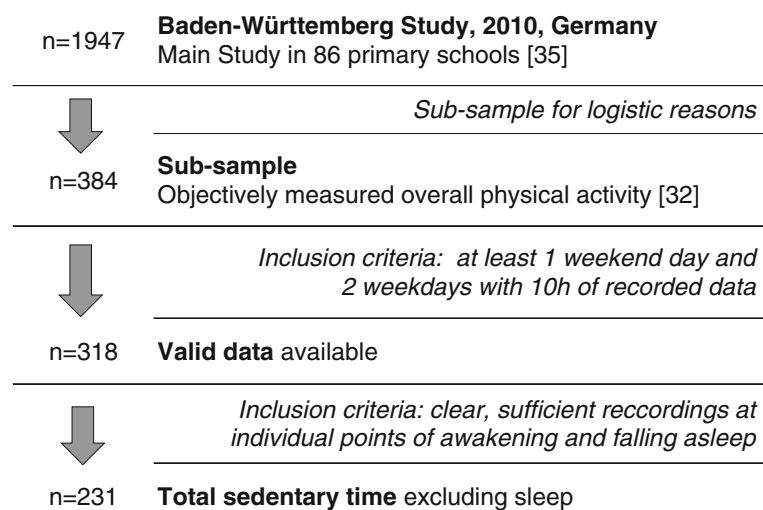 n=1947 Baden-Württemberg Study, 2010, Germany
Main Study in 86 primary schools [35]
Sub-sample for logistic reasons
Sub-sample
n=384 Objectively measured overall physical activity [32]
Inclusion criteria: at least 1 weekend day and
2 weekdays with 10h of recorded data
n=318 Valid data available
Inclusion criteria: clear, sufficient reccordings at
individual points of awakening and falling asleep
n=231 Total sedentary time excluding sleep